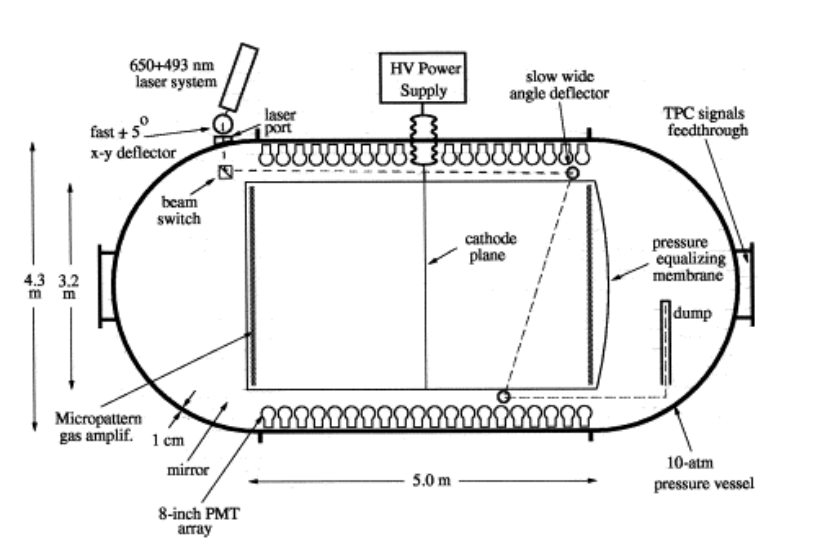 650+493 nm
laser system
HV Power
Supply
slow wide
angle deflector
laser
port
TPC signals
feedthrough
fast + 5°
x-y deflector
beam
switch
cathode
plane
pressure
equalizing
membrane
4.3
m
3.2
m
dump
Micropattern
gas amplif.
1 cm
mirror
5.0 m
10-atm
pressure vessel
8-inch PMT
array